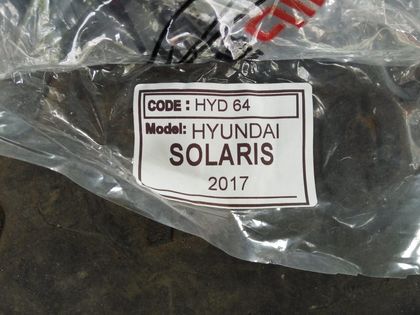 CODE : HYD 64
Model: HYUNDAI
SOLARIS
2017